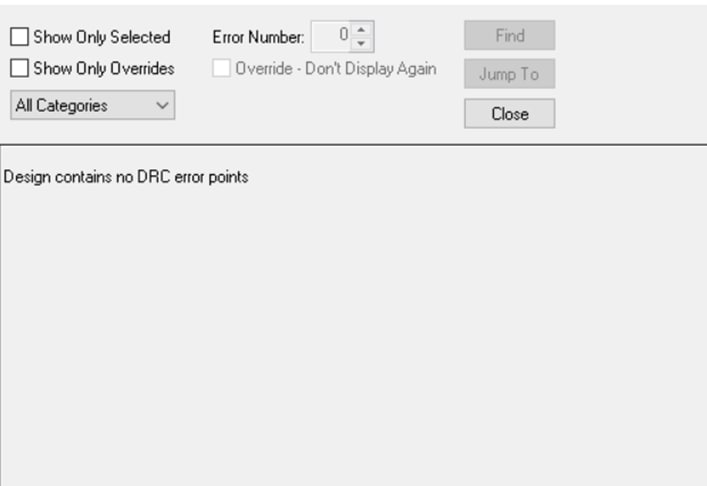 Show Only Selected Error Number: 0 Find
Show Only Overrides Override - Don't Display Again Jump To
All Categories Close
Design contains no DRC error points